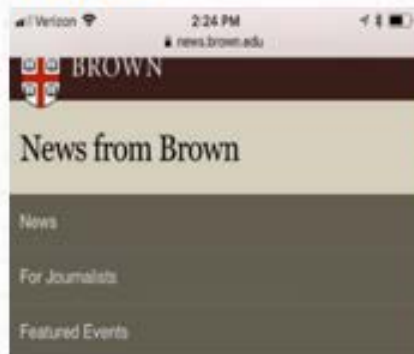 Verizon 2:24 PM
news.brown.edu
BROWN
News from Brown
News
For Journalists
Featured Events